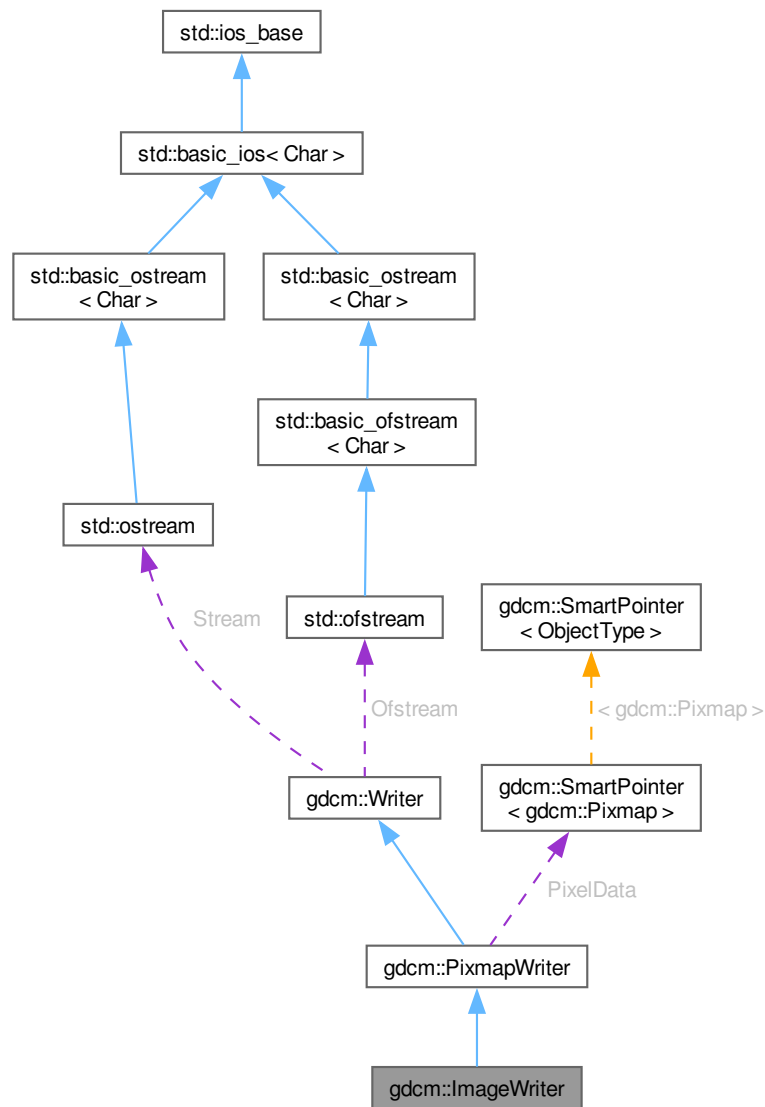 std::ios_base
std::basic_ios< Char >
std::basic_ostream
< Char >
std::basic_ostream
< Char >
std::basic_ofstream
< Char >
std::ostream
std::ofstream
gdcm::SmartPointer
< ObjectType >
Stream
Ofstream
< gdcm::Pixmap >
gdcm::Writer
gdcm::SmartPointer
< gdcm::Pixmap >
PixelData
gdcm::PixmapWriter
gdcm::ImageWriter